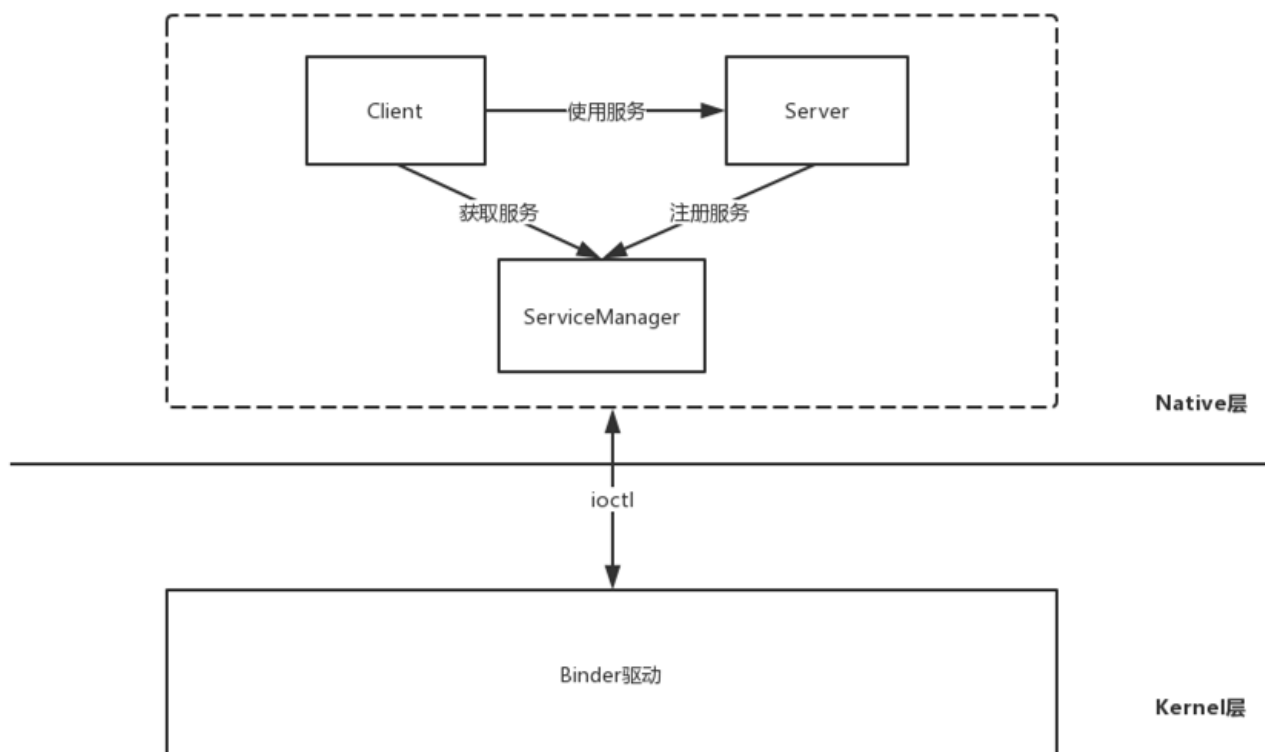 Client
使用服务
Server
获取服务
注册服务
ServiceManager
Native层
ioctl
Binder驱动
Kernel层